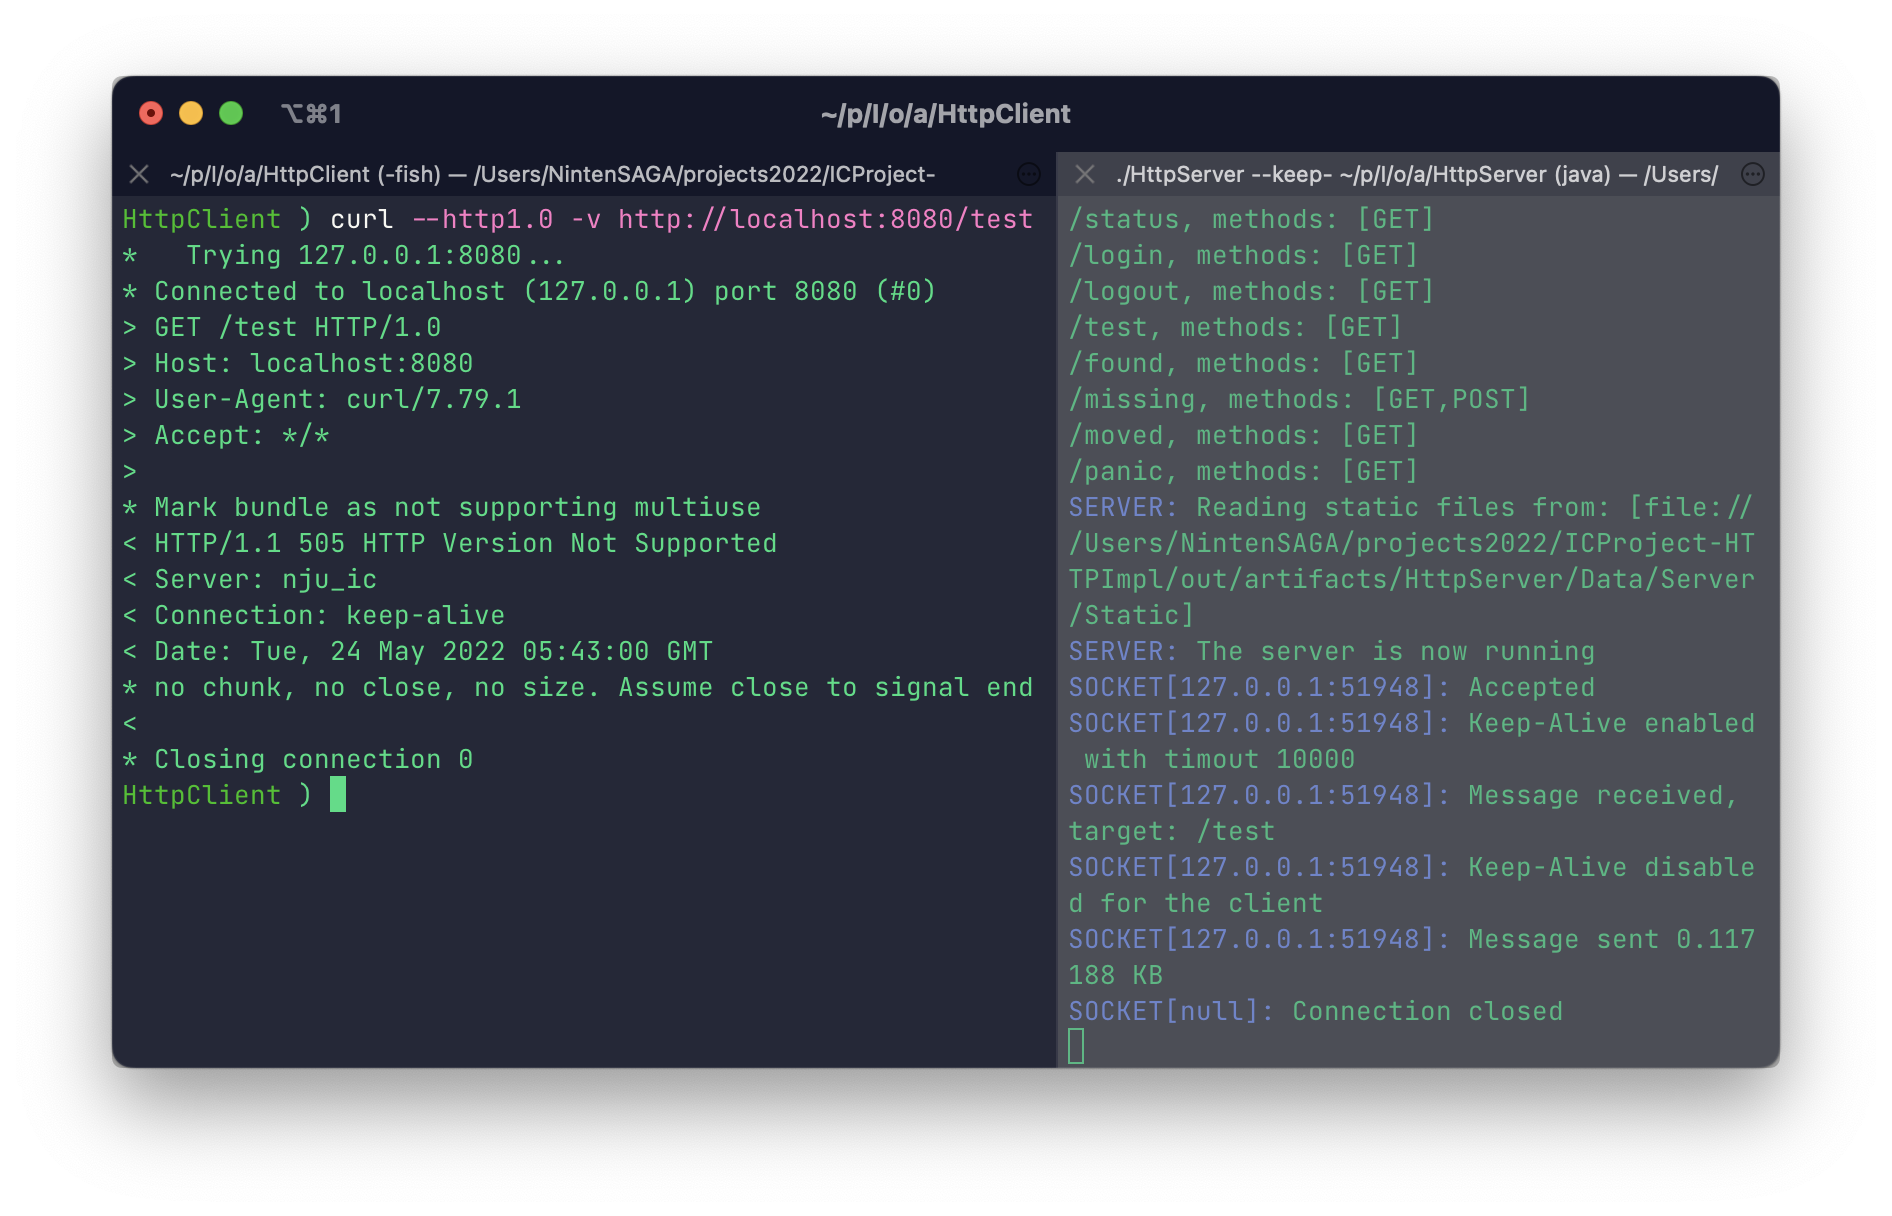 ⌥⌘1
~/p/I/o/a/HttpClient
~/p/I/o/a/HttpClient (-fish) — /Users/NintenSAGA/projects2022/ICProject-
HttpClient ) curl --http1.0 -v http://localhost:8080/test
*   Trying 127.0.0.1:8080...
* Connected to localhost (127.0.0.1) port 8080 (#0)
> GET /test HTTP/1.0
> Host: localhost:8080
> User-Agent: curl/7.79.1
> Accept: */*
>
* Mark bundle as not supporting multiuse
< HTTP/1.1 505 HTTP Version Not Supported
< Server: nju_ic
< Connection: keep-alive
< Date: Tue, 24 May 2022 05:43:00 GMT
* no chunk, no close, no size. Assume close to signal end
<
* Closing connection 0
HttpClient )
./HttpServer --keep- ~/p/I/o/a/HttpServer (java) — /Users/
/status, methods: [GET]
/login, methods: [GET]
/logout, methods: [GET]
/test, methods: [GET]
/found, methods: [GET]
/missing, methods: [GET,POST]
/moved, methods: [GET]
/panic, methods: [GET]
SERVER: Reading static files from: [file://
/Users/NintenSAGA/projects2022/ICProject-HT
TPImpl/out/artifacts/HttpServer/Data/Server
/Static]
SERVER: The server is now running
SOCKET[127.0.0.1:51948]: Accepted
SOCKET[127.0.0.1:51948]: Keep-Alive enabled
 with timout 10000
SOCKET[127.0.0.1:51948]: Message received,
target: /test
SOCKET[127.0.0.1:51948]: Keep-Alive disable
d for the client
SOCKET[127.0.0.1:51948]: Message sent 0.117
188 KB
SOCKET[null]: Connection closed